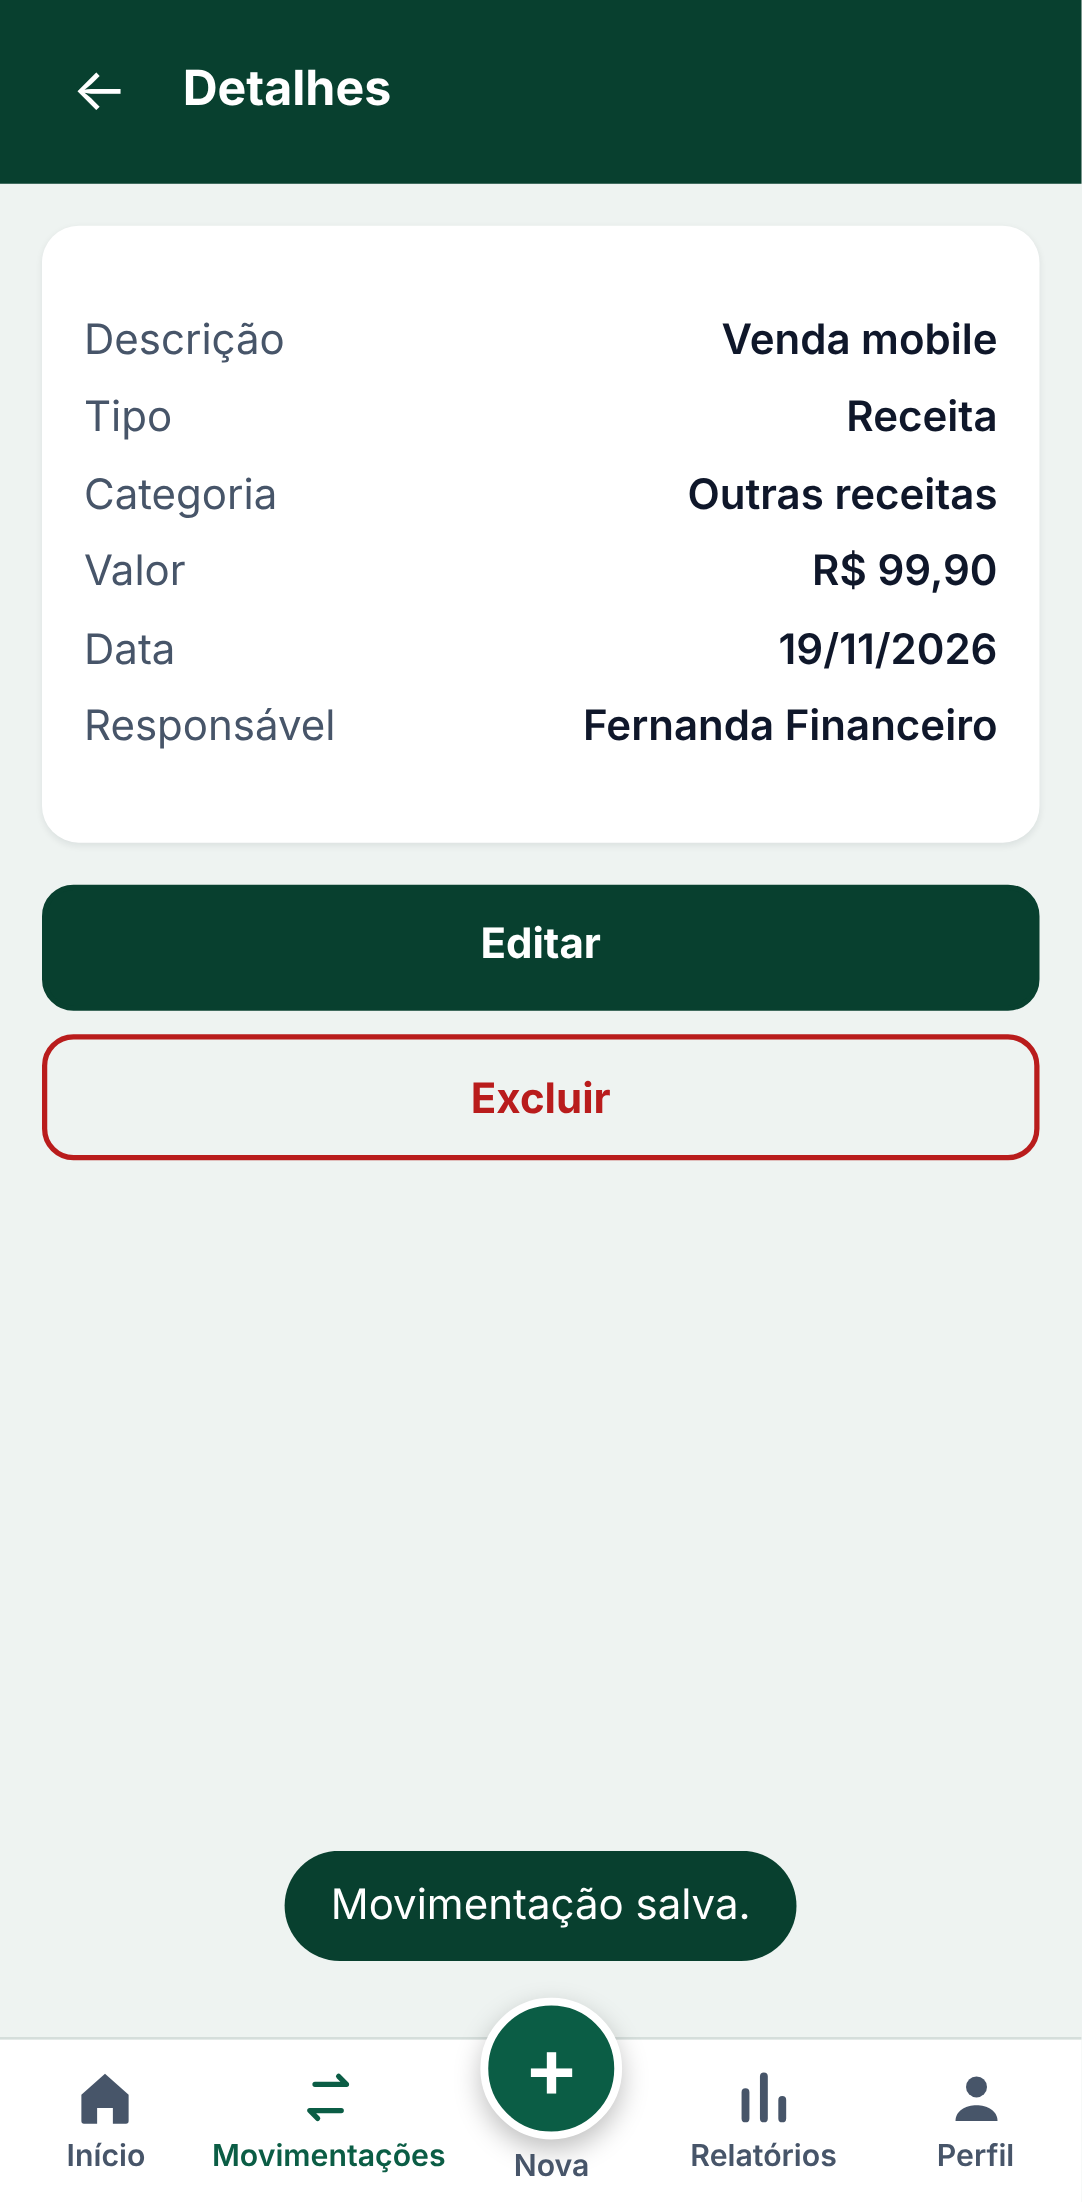 Detalhes
Descrição Venda mobile
Tipo Receita
Categoria Outras receitas
Valor R$ 99,90
Data 19/11/2026
Responsável Fernanda Financeiro
Editar
Excluir
Movimentação salva.
Início Movimentações Nova Relatórios Perfil